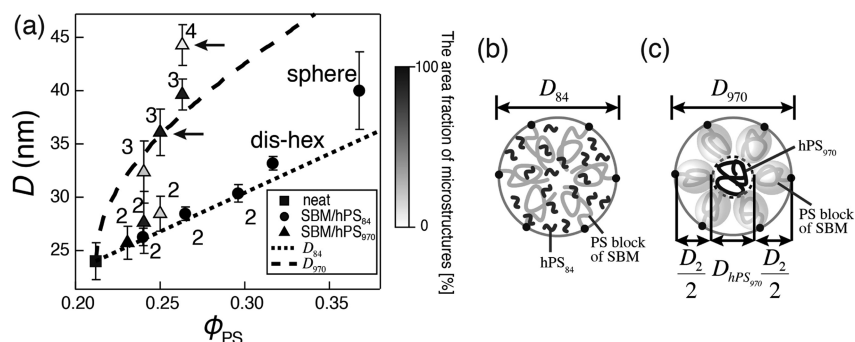 (a)
D (nm)
45
40
35
30
25
0.20
0.25
0.30
0.35
ϕPS
4
3
3
3
2
2
2
2
2
2
dis-hex
sphere
neat
SBM/hPS84
SBM/hPS970
D84
D970
100
0
The area fraction of microstructures [%]
(b)
D84
hPS84
PS block
of SBM
(c)
D970
hPS970
PS block
of SBM
D2
2
DhPS970
D2
2